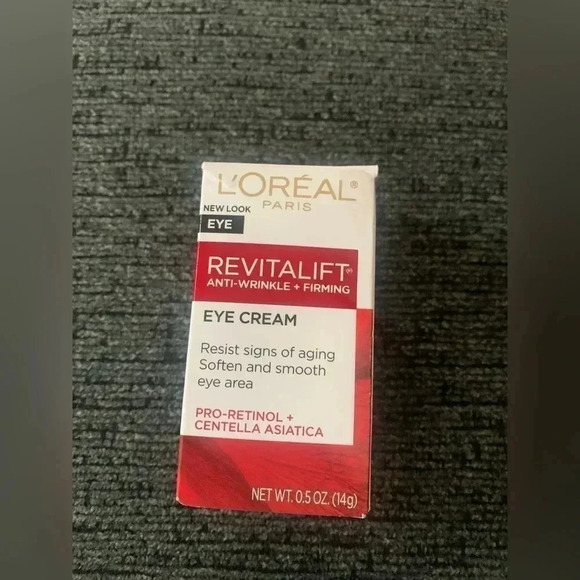 L'ORÉAL®
PARIS
NEW LOOK
EYE
REVITALIFT®
ANTI-WRINKLE + FIRMING
EYE CREAM
Resist signs of aging
Soften and smooth
eye area
PRO-RETINOL +
CENTELLA ASIATICA
NET WT. 0.5 OZ. (14g)